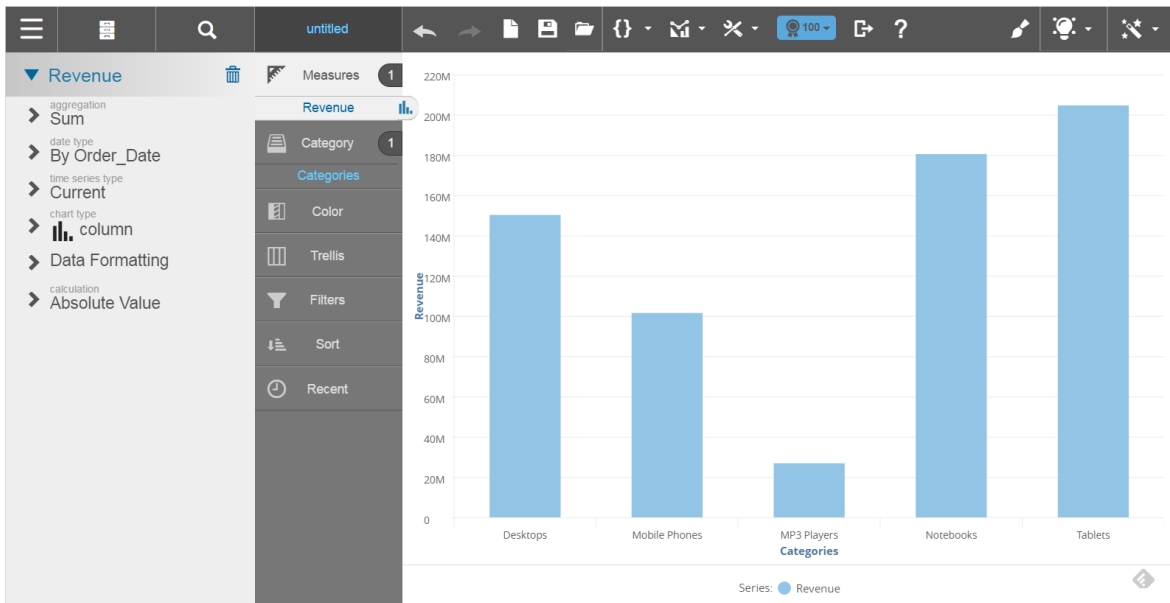 untitled
{}
100
?
Revenue
aggregation
Sum
date type
By Order_Date
time series type
Current
chart type
column
Data Formatting
calculation
Absolute Value
Measures 1
Revenue
Category 1
Categories
Color
Trellis
Filters
Sort
Recent
220M
200M
180M
160M
140M
120M
100M
80M
60M
40M
20M
0
Revenue
Desktops Mobile Phones MP3 Players Notebooks Tablets
Categories
Series: Revenue